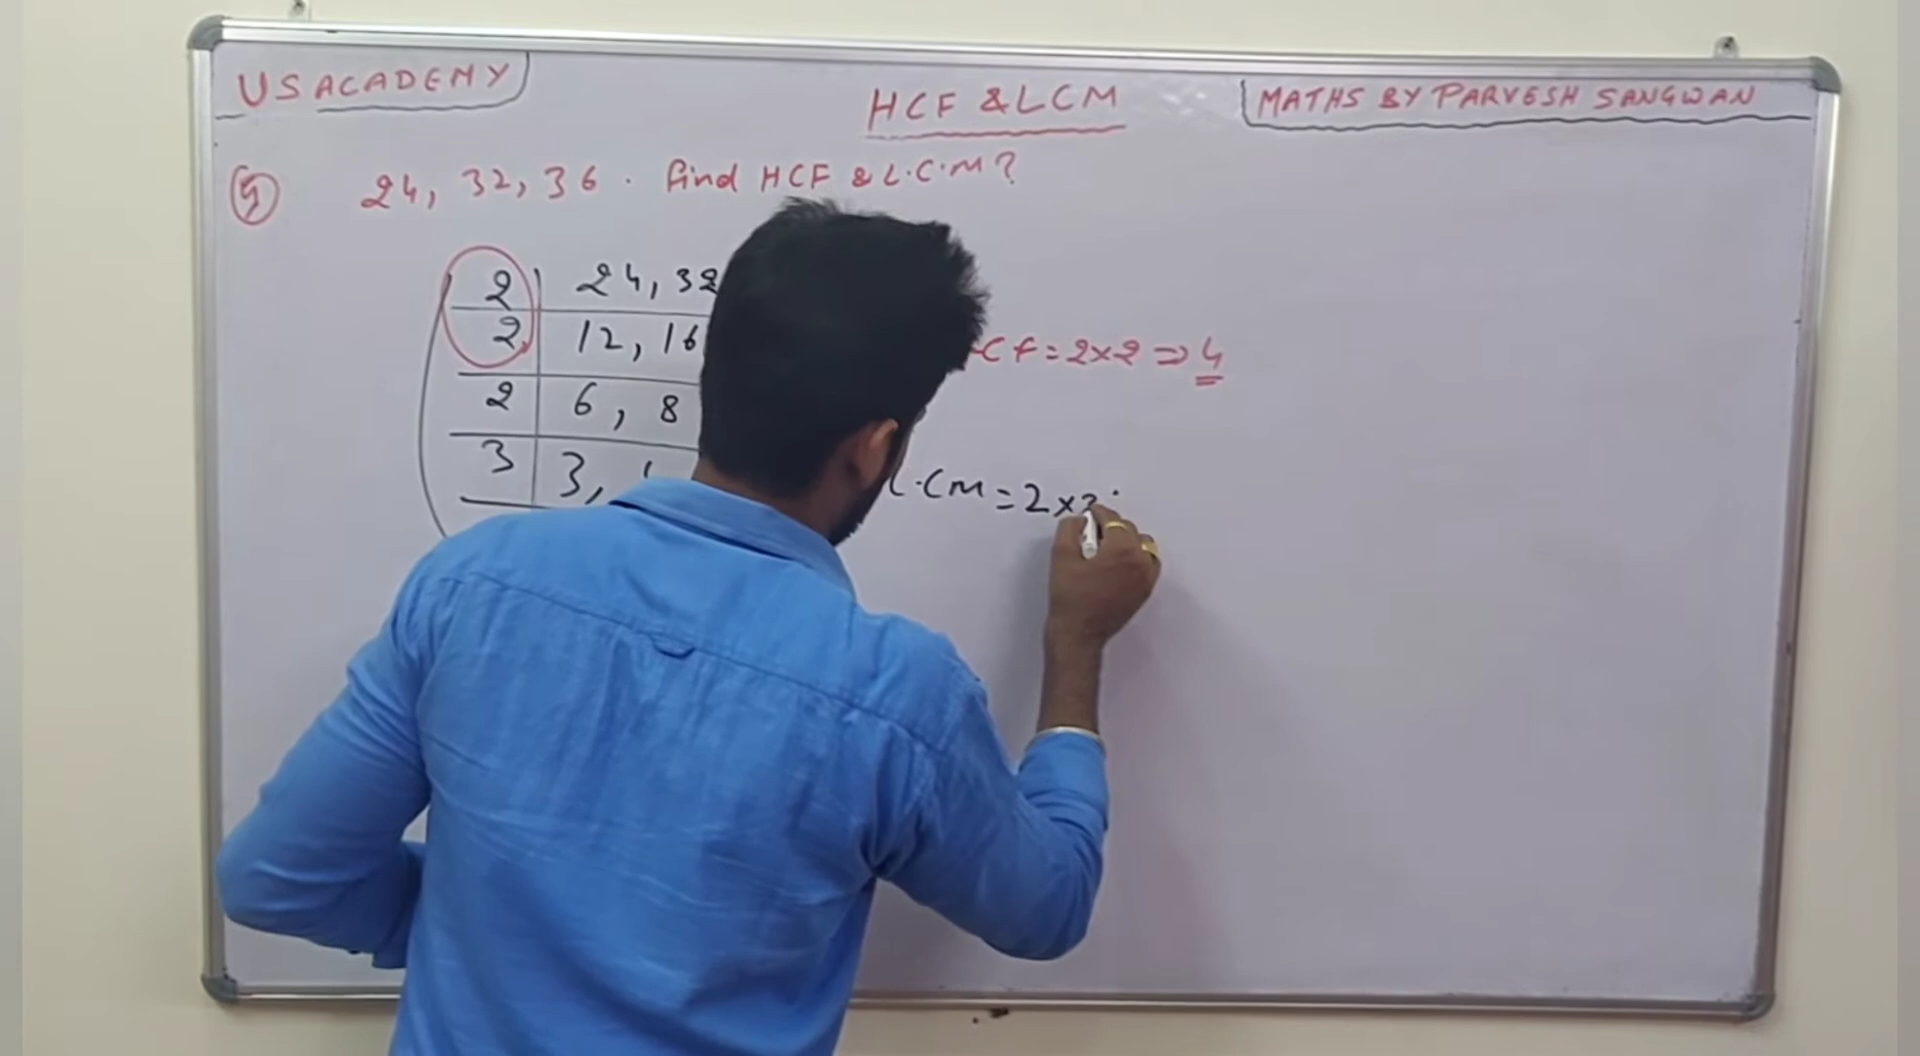 US ACADEMY
HCF & LCM
MATHS BY PARVESH SANGWAN
5 24, 32, 36. find HCF & L.C.M?
2 24, 32
2 12, 16
CF = 2×2 ⇒ 4
2 6, 8
3 3,
L.CM = 2×2